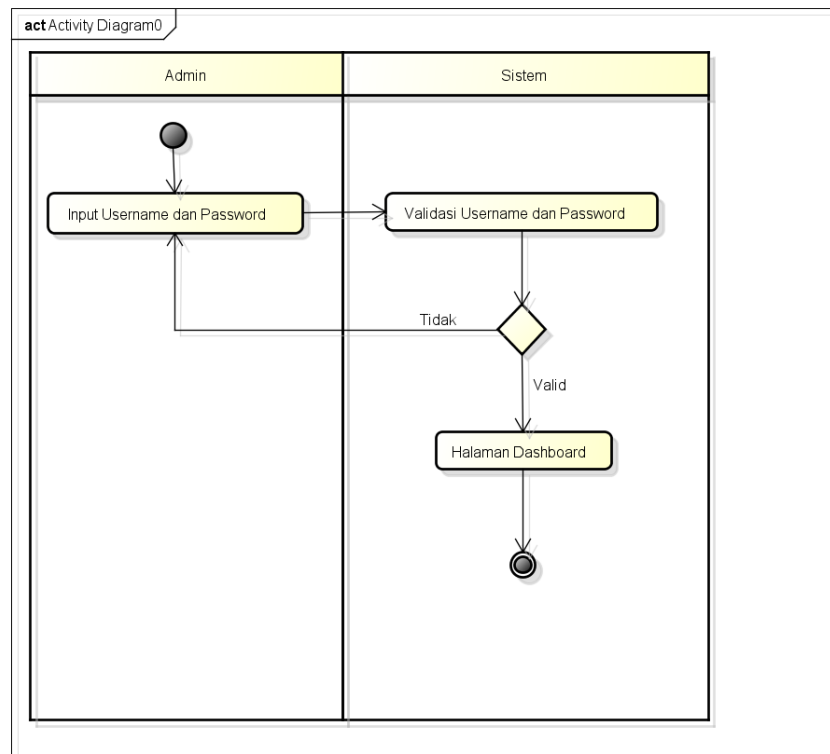 act Activity Diagram0
Admin
Sistem
Input Username dan Password
Validasi Username dan Password
Tidak
Valid
Halaman Dashboard